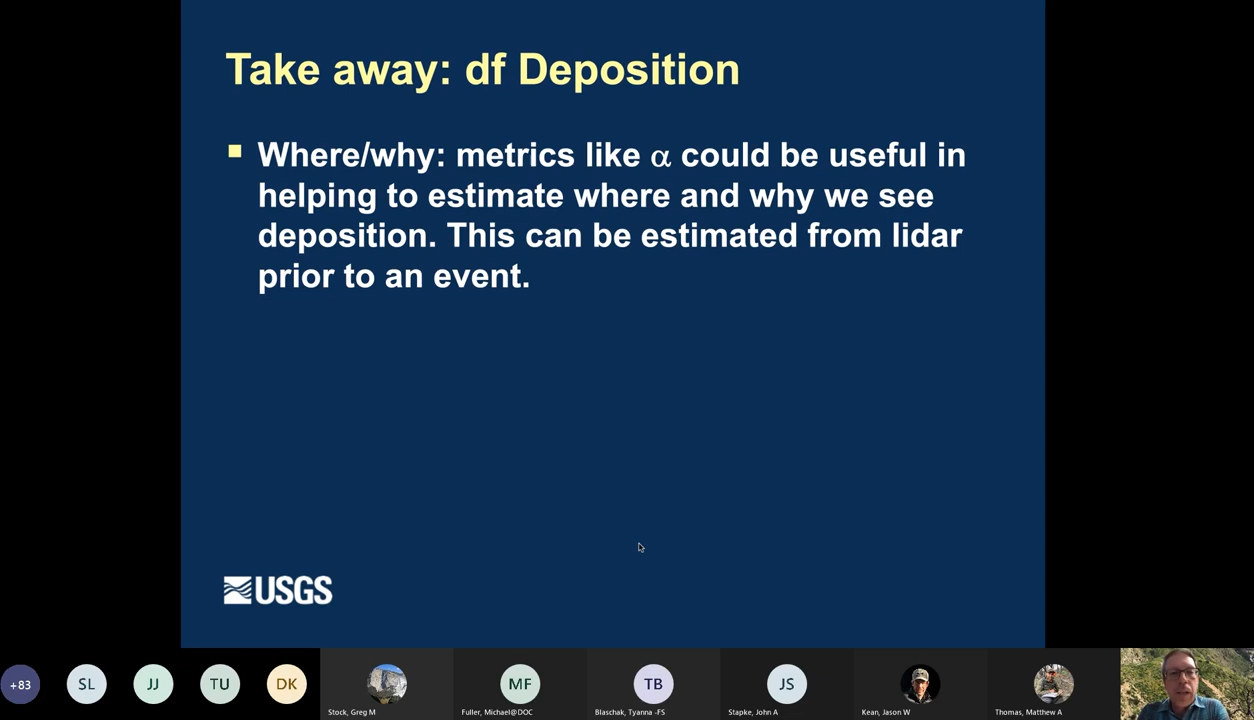 Take away: df Deposition
Where/why: metrics like α could be useful in
helping to estimate where and why we see
deposition. This can be estimated from lidar
prior to an event.
USGS
+83
SL
JJ
TU
DK
MF
TB
JS
Stock, Greg M
Fuller, Michael@DOC
Blaschak, Tyanna -FS
Stapke, John A
Kean, Jason W
Thomas, Matthew A